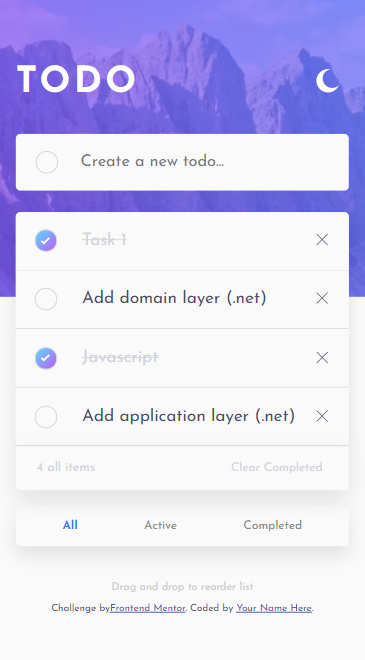 TODO
Create a new todo...
Task 1
Add domain layer (.net)
Javascript
Add application layer (.net)
4 all items Clear Completed
All Active Completed
Drag and drop to reorder list
Challenge byFrontend Mentor. Coded by Your Name Here.